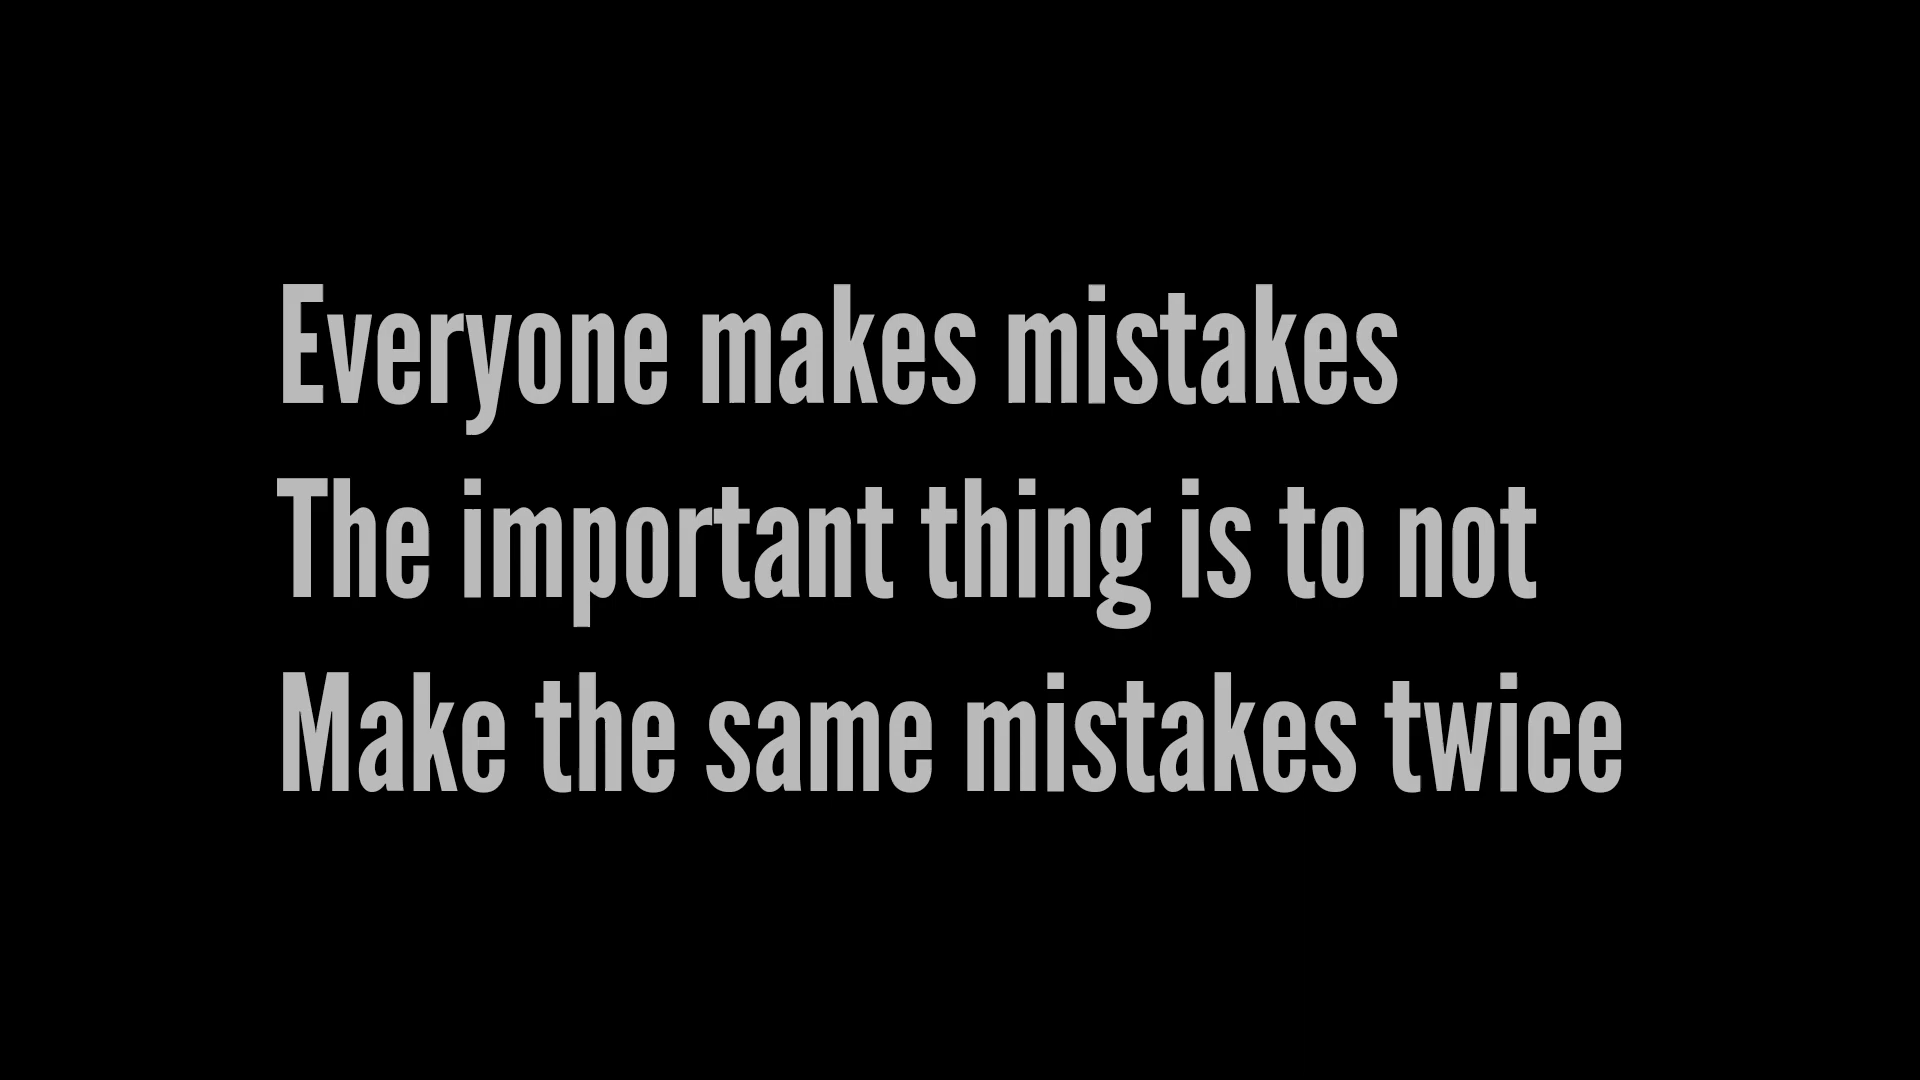 Everyone makes mistakes
The important thing is to not
Make the same mistakes twice